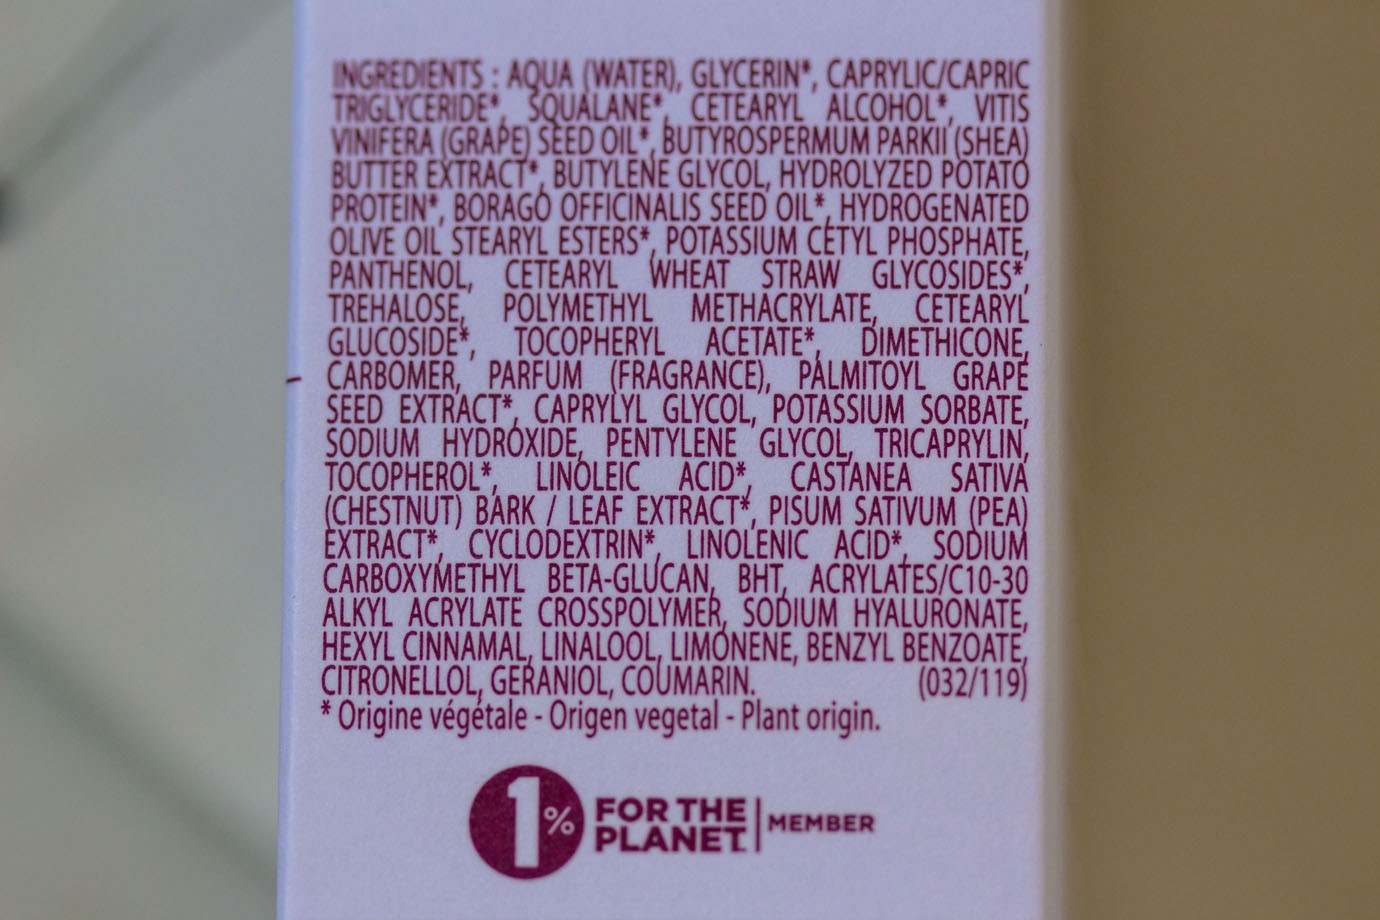 INGREDIENTS : AQUA (WATER), GLYCERIN*, CAPRYLIC/CAPRIC
TRIGLYCERIDE*, SQUALANE*, CETEARYL ALCOHOL*, VITIS
VINIFERA (GRAPE) SEED OIL*, BUTYROSPERMUM PARKII (SHEA)
BUTTER EXTRACT*, BUTYLENE GLYCOL, HYDROLYZED POTATO
PROTEIN*, BORAGO OFFICINALIS SEED OIL*, HYDROGENATED
OLIVE OIL STEARYL ESTERS*, POTASSIUM CETYL PHOSPHATE,
PANTHENOL, CETEARYL WHEAT STRAW GLYCOSIDES*,
TREHALOSE, POLYMETHYL METHACRYLATE, CETEARYL
GLUCOSIDE*, TOCOPHERYL ACETATE*, DIMETHICONE,
CARBOMER, PARFUM (FRAGRANCE), PALMITOYL GRAPE
SEED EXTRACT*, CAPRYLYL GLYCOL, POTASSIUM SORBATE,
SODIUM HYDROXIDE, PENTYLENE GLYCOL, TRICAPRYLIN,
TOCOPHEROL*, LINOLEIC ACID*, CASTANEA SATIVA
(CHESTNUT) BARK / LEAF EXTRACT*, PISUM SATIVUM (PEA)
EXTRACT*, CYCLODEXTRIN*, LINOLENIC ACID*, SODIUM
CARBOXYMETHYL BETA-GLUCAN, BHT, ACRYLATES/C10-30
ALKYL ACRYLATE CROSSPOLYMER, SODIUM HYALURONATE,
HEXYL CINNAMAL, LINALOOL, LIMONENE, BENZYL BENZOATE,
CITRONELLOL, GERANIOL, COUMARIN. (032/119)
* Origine végétale - Origen vegetal - Plant origin.
1% FOR THE
PLANET. MEMBER